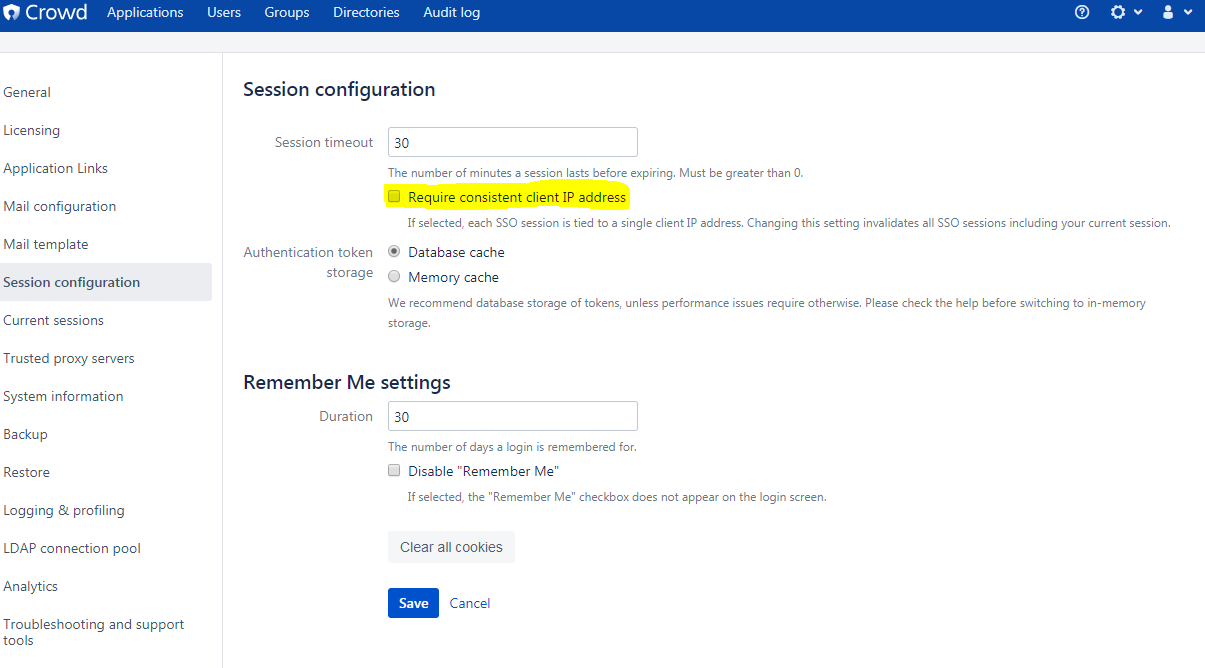 Crowd Applications Users Groups Directories Audit log
General
Licensing
Application Links
Mail configuration
Mail template
Session configuration
Current sessions
Trusted proxy servers
System information
Backup
Restore
Logging & profiling
LDAP connection pool
Analytics
Troubleshooting and support
tools
Session configuration
Session timeout 30
The number of minutes a session lasts before expiring. Must be greater than 0.
Require consistent client IP address
If selected, each SSO session is tied to a single client IP address. Changing this setting invalidates all SSO sessions including your current session.
Authentication token
storage
Database cache
Memory cache
We recommend database storage of tokens, unless performance issues require otherwise. Please check the help before switching to in-memory
storage.
Remember Me settings
Duration 30
The number of days a login is remembered for.
Disable "Remember Me"
If selected, the "Remember Me" checkbox does not appear on the login screen.
Clear all cookies
Save Cancel